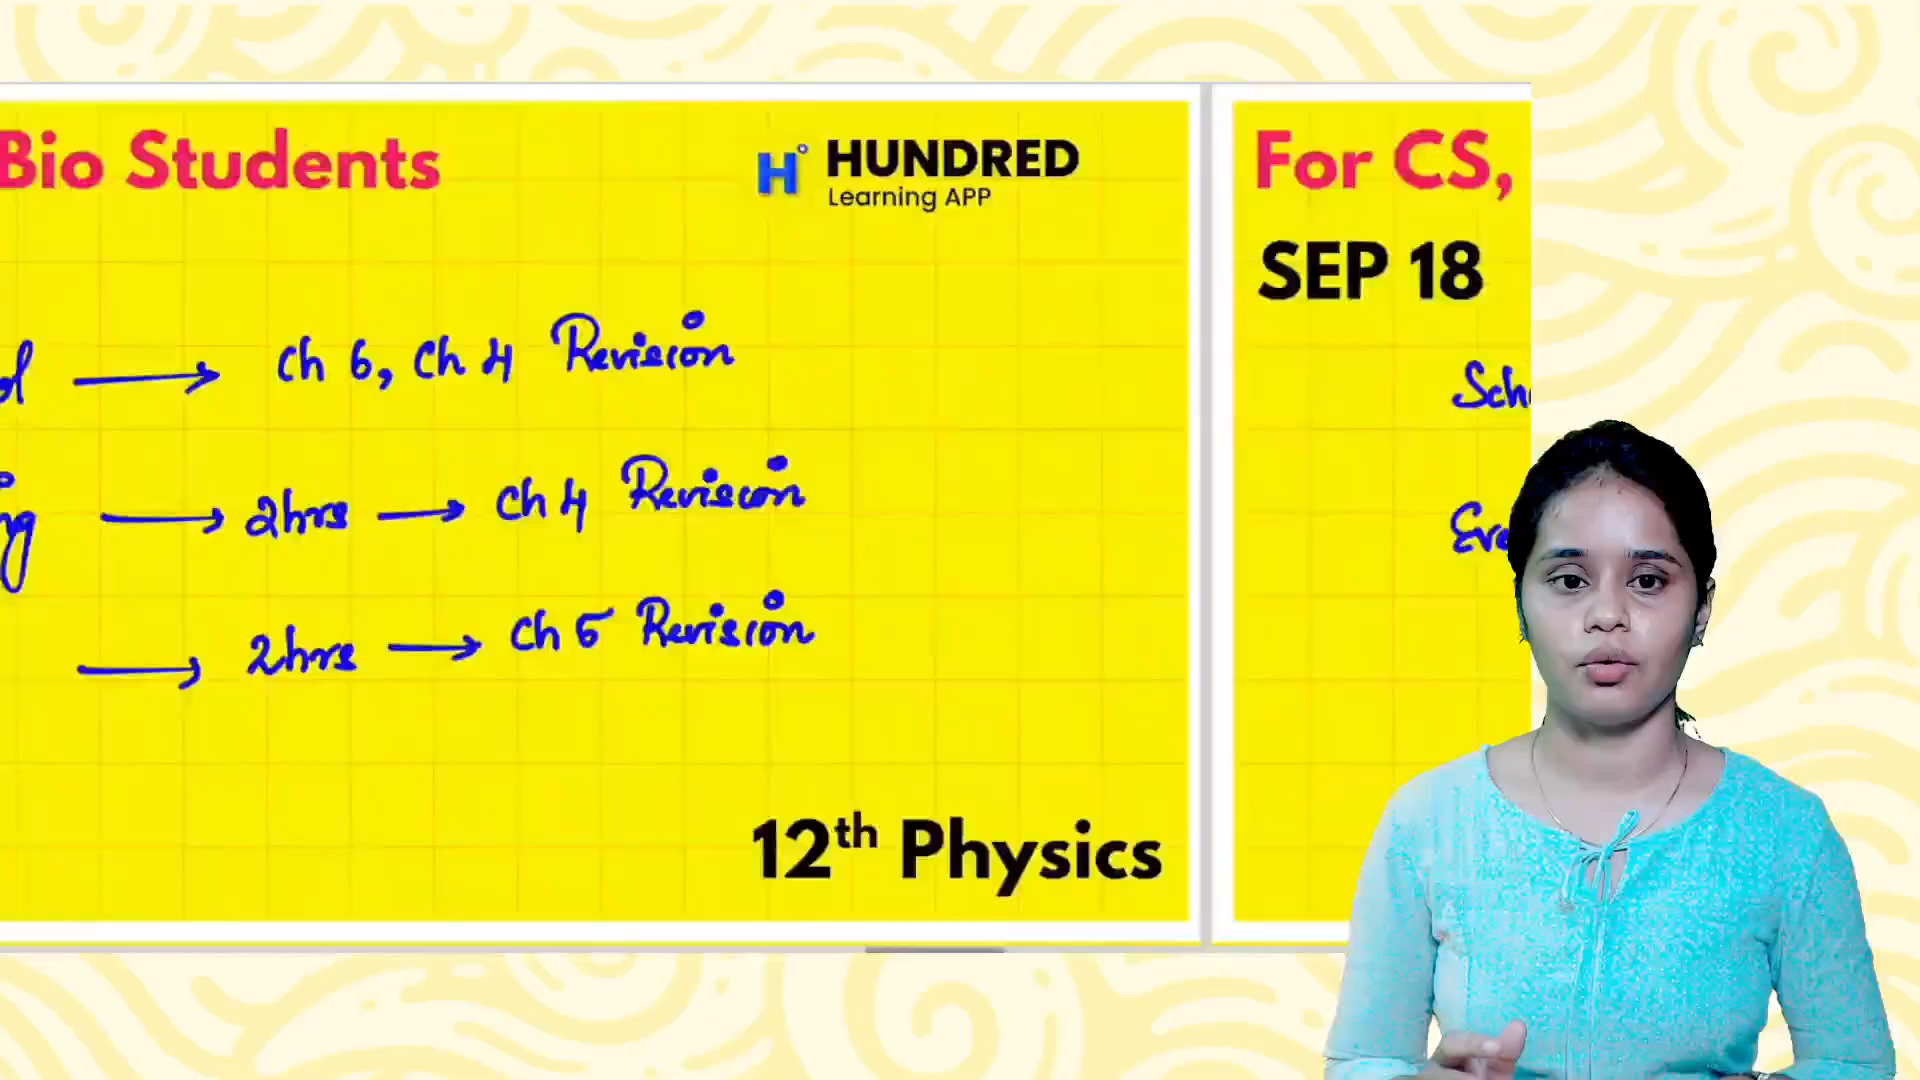 Bio Students
HUNDRED
Learning APP
Ch 6, Ch 4 Revision
2hrs → Ch 4 Revision
2hrs → Ch 5 Revision
12th Physics
For CS,
SEP 18